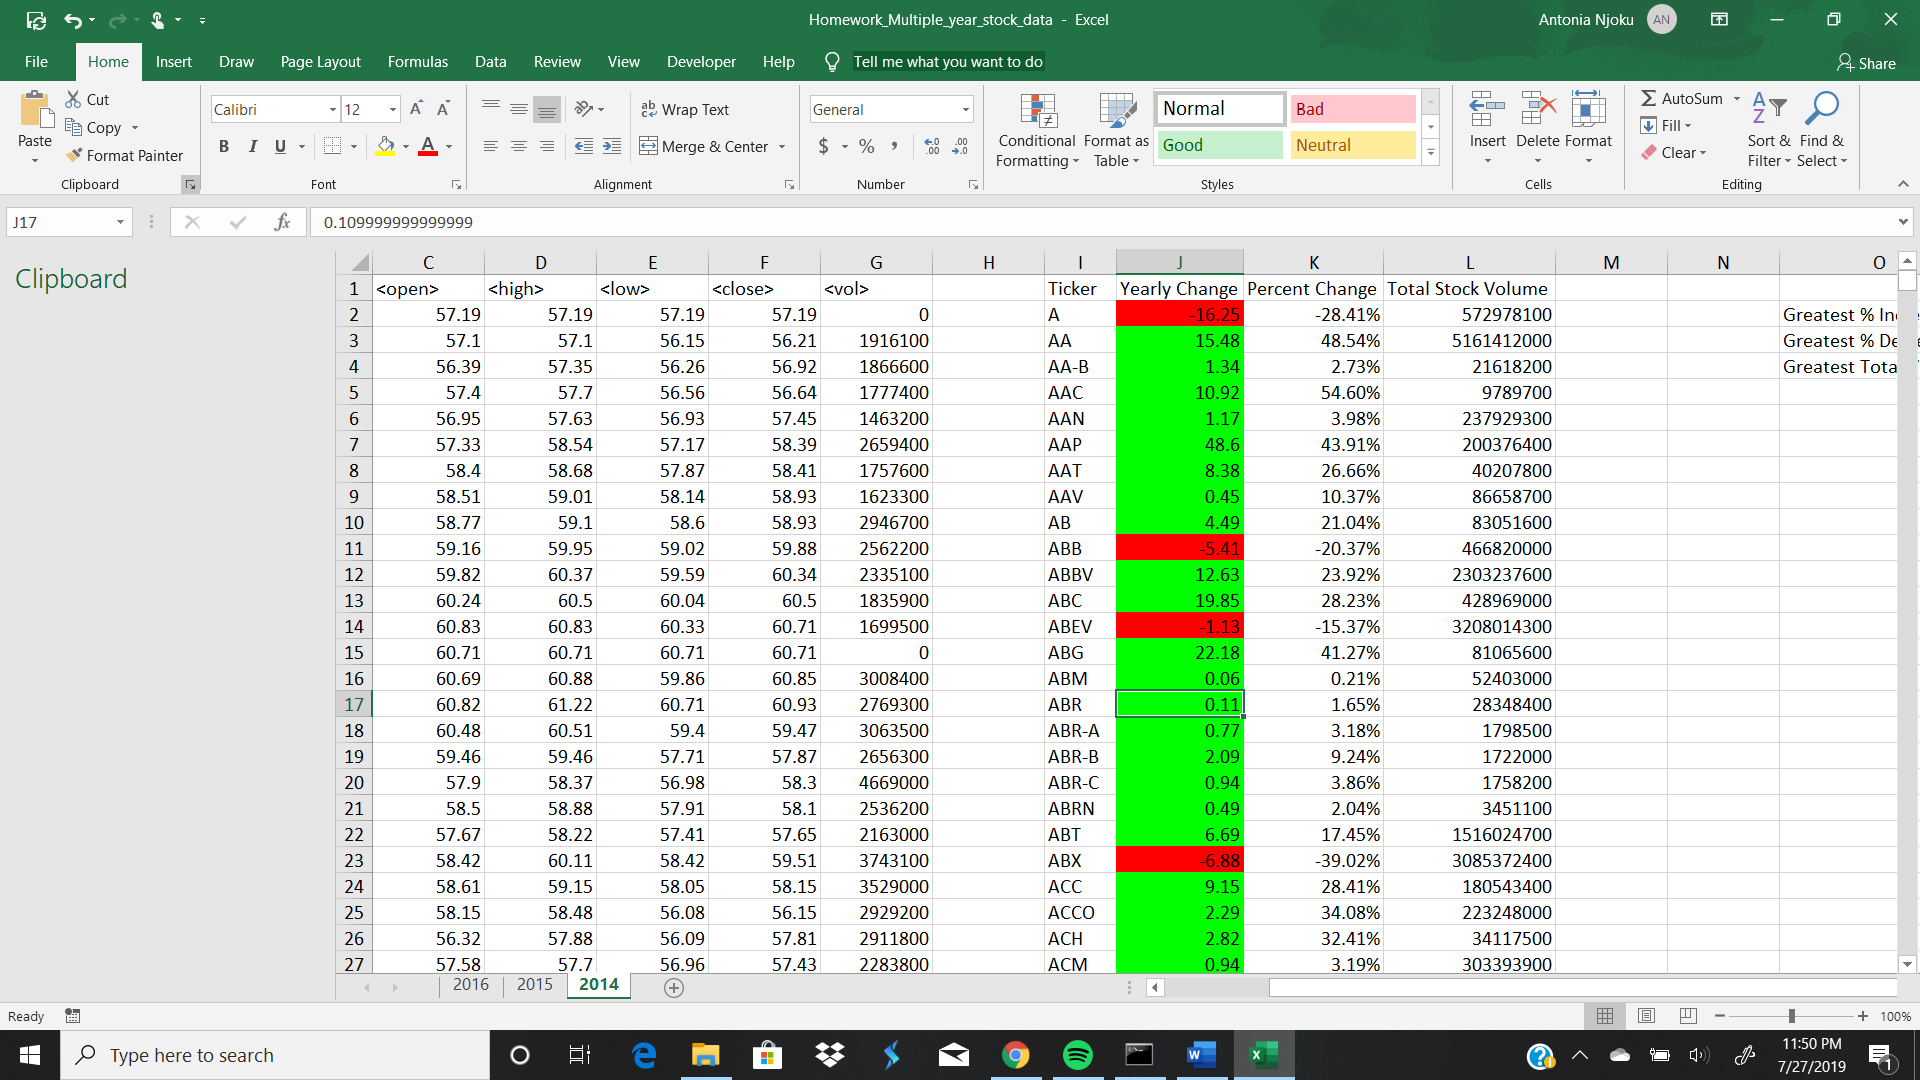 Homework_Multiple_year_stock_data - Excel
Antonia Njoku AN
File Home Insert Draw Page Layout Formulas Data Review View Developer Help Tell me what you want to do Share
Cut Calibri 12 Wrap Text General Normal Bad AutoSum
Copy Fill
Paste Format Painter B I U Merge & Center $ % , Conditional Formatting Format as Table Good Neutral Insert Delete Format Clear Sort & Filter Find & Select
Clipboard Font Alignment Number Styles Cells Editing
J17 fx 0.109999999999999
Clipboard
C D E F G H I J K L M N O
1 <open> <high> <low> <close> <vol> Ticker Yearly Change Percent Change Total Stock Volume
2 57.19 57.19 57.19 57.19 0 A -16.25 -28.41% 572978100 Greatest % In
3 57.1 57.1 56.15 56.21 1916100 AA 15.48 48.54% 5161412000 Greatest % De
4 56.39 57.35 56.26 56.92 1866600 AA-B 1.34 2.73% 21618200 Greatest Tota
5 57.4 57.7 56.56 56.64 1777400 AAC 10.92 54.60% 9789700
6 56.95 57.63 56.93 57.45 1463200 AAN 1.17 3.98% 237929300
7 57.33 58.54 57.17 58.39 2659400 AAP 48.6 43.91% 200376400
8 58.4 58.68 57.87 58.41 1757600 AAT 8.38 26.66% 40207800
9 58.51 59.01 58.14 58.93 1623300 AAV 0.45 10.37% 86658700
10 58.77 59.1 58.6 58.93 2946700 AB 4.49 21.04% 83051600
11 59.16 59.95 59.02 59.88 2562200 ABB -5.41 -20.37% 466820000
12 59.82 60.37 59.59 60.34 2335100 ABBV 12.63 23.92% 2303237600
13 60.24 60.5 60.04 60.5 1835900 ABC 19.85 28.23% 428969000
14 60.83 60.83 60.33 60.71 1699500 ABEV -1.13 -15.37% 3208014300
15 60.71 60.71 60.71 60.71 0 ABG 22.18 41.27% 81065600
16 60.69 60.88 59.86 60.85 3008400 ABM 0.06 0.21% 52403000
17 60.82 61.22 60.71 60.93 2769300 ABR 0.11 1.65% 28348400
18 60.48 60.51 59.4 59.47 3063500 ABR-A 0.77 3.18% 1798500
19 59.46 59.46 57.71 57.87 2656300 ABR-B 2.09 9.24% 1722000
20 57.9 58.37 56.98 58.3 4669000 ABR-C 0.94 3.86% 1758200
21 58.5 58.88 57.91 58.1 2536200 ABRN 0.49 2.04% 3451100
22 57.67 58.22 57.41 57.65 2163000 ABT 6.69 17.45% 1516024700
23 58.42 60.11 58.42 59.51 3743100 ABX -6.88 -39.02% 3085372400
24 58.61 59.15 58.05 58.15 3529000 ACC 9.15 28.41% 180543400
25 58.15 58.48 56.08 56.15 2929200 ACCO 2.29 34.08% 223248000
26 56.32 57.88 56.09 57.81 2911800 ACH 2.82 32.41% 34117500
27 57.58 57.7 56.96 57.43 2283800 ACM 0.94 3.19% 303393900
2016 2015 2014
Ready 100%
Type here to search
11:50 PM
7/27/2019
1